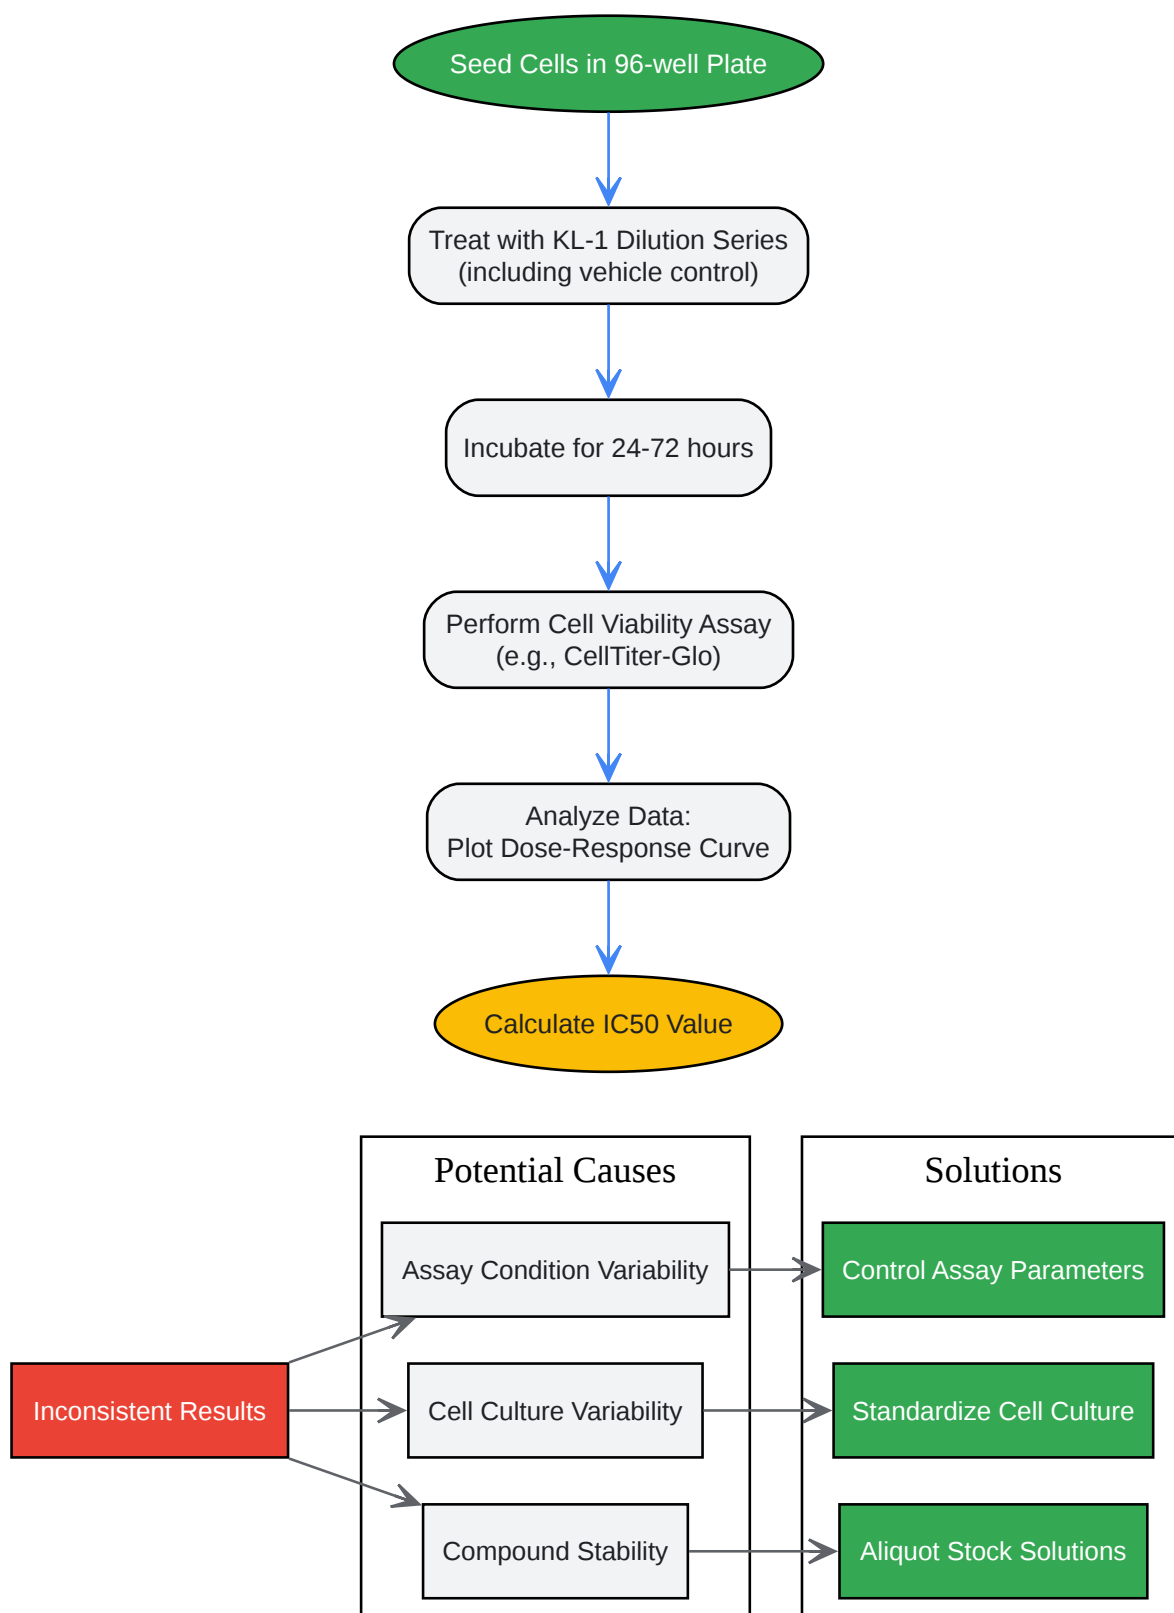 Seed Cells in 96-well Plate
Treat with KL-1 Dilution Series
(including vehicle control)
Incubate for 24-72 hours
Perform Cell Viability Assay
(e.g., CellTiter-Glo)
Analyze Data:
Plot Dose-Response Curve
Calculate IC50 Value
Potential Causes
Solutions
Assay Condition Variability
Control Assay Parameters
Inconsistent Results
Cell Culture Variability
Standardize Cell Culture
Compound Stability
Aliquot Stock Solutions